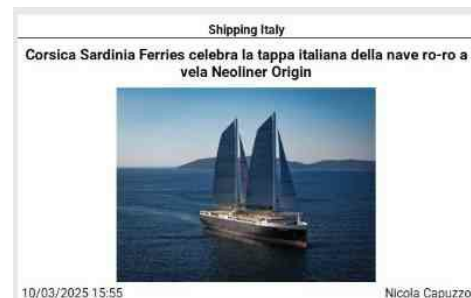 Shipping Italy
Corsica Sardinia Ferries celebra la tappa italiana della nave ro-ro a
vela Neoliner Origin
10/03/2025 15:55
Nicola Capuzzo